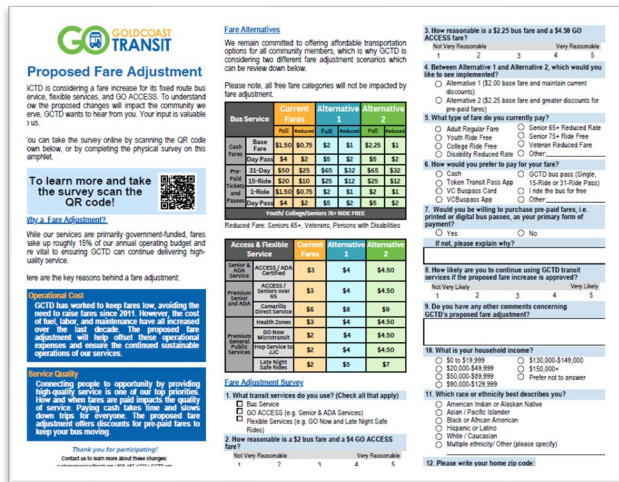 GO GOLDCOAST
TRANSIT
Proposed Fare Adjustment
GCTD is considering a fare increase for its fixed route bus
service, flexible services, and GO ACCESS. To understand
how the proposed changes will impact the community we
serve, GCTD wants to hear from you. Your input is valuable
to us.
You can take the survey online by scanning the QR code
down below, or by completing the physical survey on this
pamphlet.
To learn more and take
the survey scan the
QR code!
Why a Fare Adjustment?
While our services are primarily government-funded, fares
make up roughly 15% of our annual operating budget and
are vital to ensuring GCTD can continue delivering high-
quality service.
Here are the key reasons behind a fare adjustment:
Operational Cost
GCTD has worked to keep fares low, avoiding the
need to raise fares since 2011. However, the cost
of fuel, labor, and maintenance have all increased
over the last decade. The proposed fare
adjustment will help offset these operational
expenses and ensure the continued sustainable
operations of our services.
Service Quality
Connecting people to opportunity by providing
high-quality service is one of our top priorities.
How and when fares are paid impacts the quality
of service. Paying cash takes time and slows
down trips for everyone. The proposed fare
adjustment offers discounts for pre-paid fares to
keep your bus moving.
Thank you for participating!
Contact us to learn more about these changes:
Fare Alternatives
We remain committed to offering affordable transportation
options for all community members, which is why GCTD is
considering two different fare adjustment scenarios which
can be review down below.
Please note, all free fare categories will not be impacted by
fare adjustment.
Bus Service Current Fares Alternative 1 Alternative 2
Full Reduced Full Reduced Full Reduced
Cash Fares Base Fare $1.50 $0.75 $2 $1 $2.25 $1
Day Pass $4 $2 $5 $2 $5 $2
Pre-Paid Tickets and Passes 31-Day $50 $25 $65 $32 $65 $32
15-Ride $20 $10 $25 $12 $25 $12
1-Ride $1.50 $0.75 $2 $1 $2 $1
Day Pass $4 $2 $5 $2 $5 $2
Youth/ College/Seniors 75+ RIDE FREE
Reduced Fare: Seniors 65+, Veterans, Persons with Disabilities
Access & Flexible Service Current Fares Alternative 1 Alternative 2
Senior & ADA Service ACCESS/ADA Certified $3 $4 $4.50
Premium Senior and ADA ACCESS/ Seniors over 65 $3 $4 $4.50
Camarillo Direct Service $6 $8 $9
Health Zones $3 $4 $4.50
Premium General Public Services GO Now Microtransit $2 $4 $4.50
Hop Service to JJC $2 $4 $4.50
Late Night Safe Rides $2 $5 $7
Fare Adjustment Survey
1. What transit services do you use? (Check all that apply)
Bus Service
GO ACCESS (e.g. Senior & ADA Services)
Flexible Services (e.g. GO Now and Late Night Safe
Rides)
2. How reasonable is a $2 bus fare and a $4 GO ACCESS
fare?
Not Very Reasonable Very Reasonable
1 2 3 4 5
3. How reasonable is a $2.25 bus fare and a $4.50 GO
ACCESS fare?
Not Very Reasonable Very Reasonable
1 2 3 4 5
4. Between Alternative 1 and Alternative 2, which would you
like to see implemented?
Alternative 1 ($2.00 base fare and maintain current
discounts)
Alternative 2 ($2.25 base fare and greater discounts for
pre-paid fares)
5. What type of fare do you currently pay?
Adult Regular Fare Senior 65+ Reduced Rate
Youth Ride Free Senior 75+ Ride Free
College Ride Free Veteran Reduced Fare
Disability Reduced Rate Other:
6. How would you prefer to pay for your fare?
Cash GCTD bus pass (Single,
Token Transit Pass App 15-Ride or 31-Ride Pass)
VC Buspass Card I ride the bus for free
VCBuspass App Other:
7. Would you be willing to purchase pre-paid fares, i.e.
printed or digital bus passes, as your primary form of
payment?
Yes No
If not, please explain why?
8. How likely are you to continue using GCTD transit
services if the proposed fare increase is approved?
Not Very Likely Very Likely
1 2 3 4 5
9. Do you have any other comments concerning
GCTD's proposed fare adjustment?
10. What is your household income?
$0 to $19,999 $130,000-$149,000
$20,000-$49,999 $150,000+
$50,000-$89,999 Prefer not to answer
$90,000-$129,999
11. Which race or ethnicity best describes you?
American Indian or Alaskan Native
Asian / Pacific Islander
Black or African American
Hispanic or Latino
White / Caucasian
Multiple ethnicity/ Other (please specify)
12. Please write your home zip code: